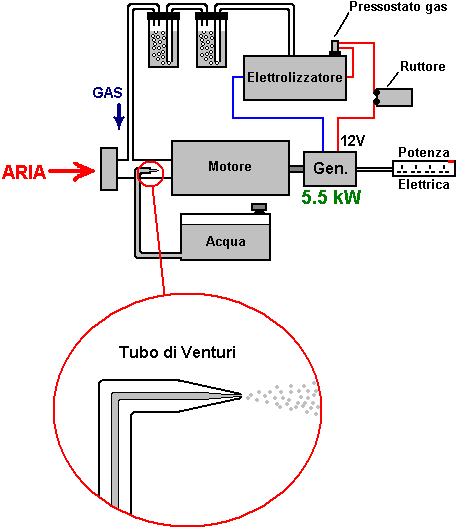 Pressostato gas
Elettrolizzatore
Ruttore
GAS
12V
ARIA
Motore
Gen.
Potenza
Elettrica
5.5 kW
Acqua
Tubo di Venturi